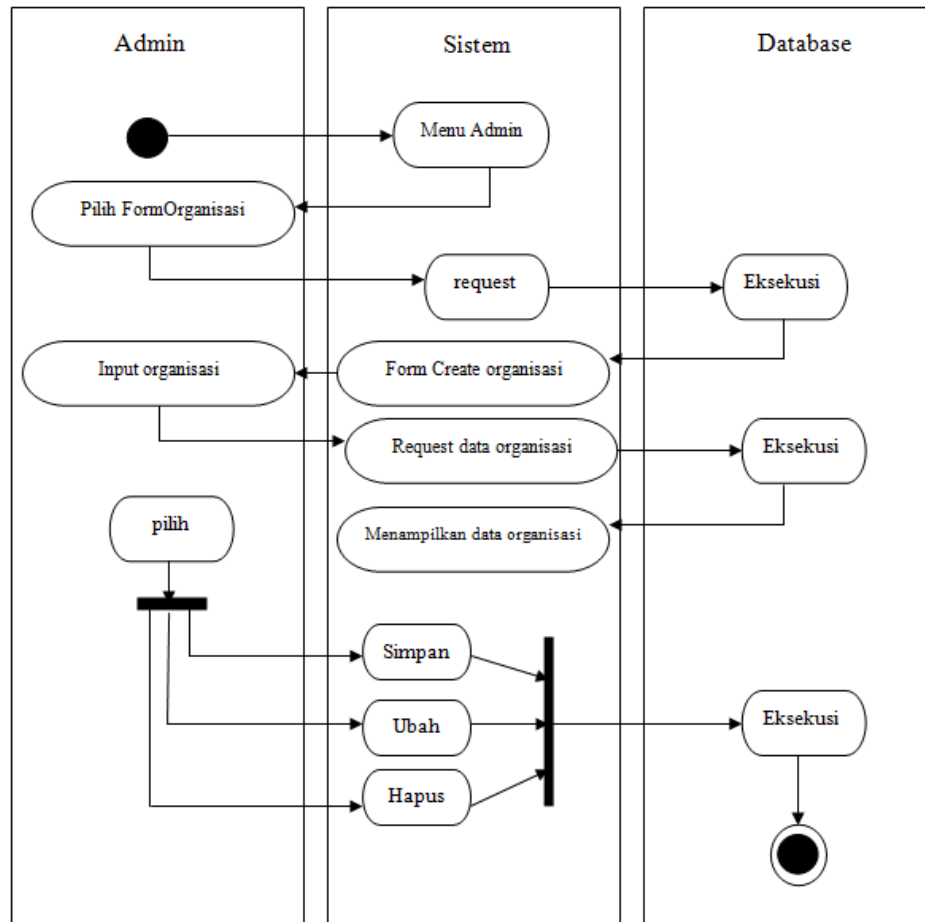 Admin
Sistem
Database
Menu Admin
Pilih FormOrganisasi
request
Eksekusi
Input organisasi
Form Create organisasi
Request data organisasi
Eksekusi
pilih
Menampilkan data organisasi
Simpan
Ubah
Eksekusi
Hapus